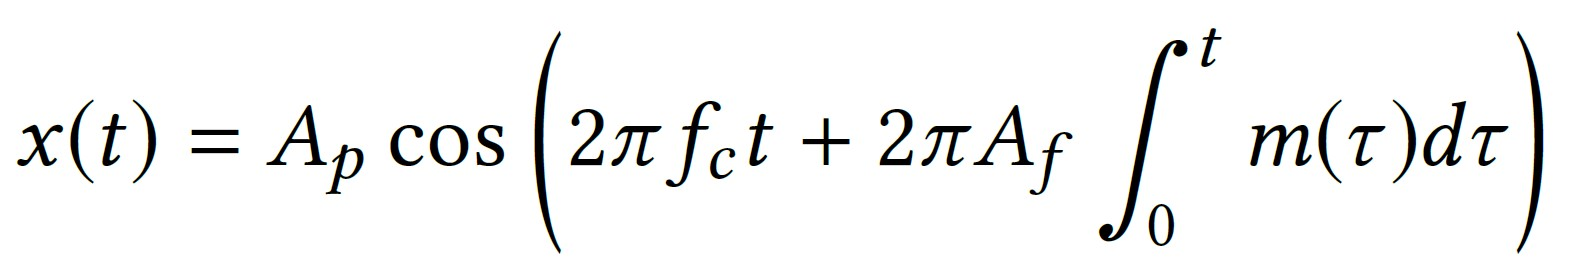 x(t) = A_p cos(2πf_c t + 2πA_f ∫_0^t m(τ)dτ)